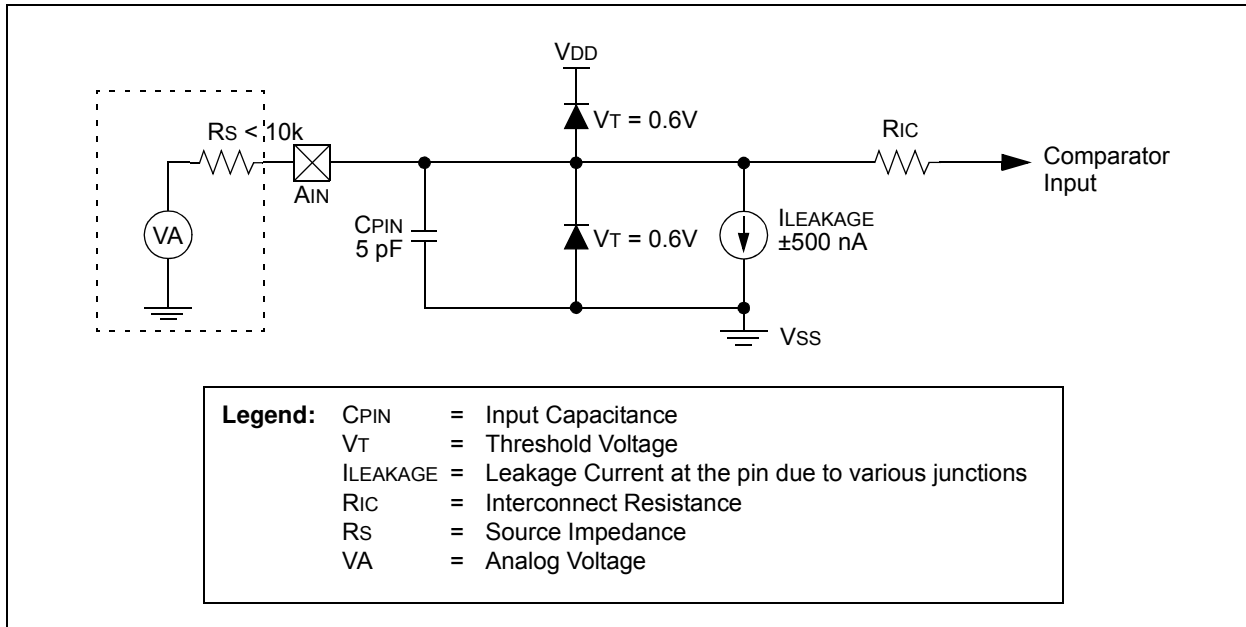 VDD
VT = 0.6V
RS < 10k
RIC
AIN
Comparator
Input
VA
CPIN
5 pF
VT = 0.6V
ILEAKAGE
±500 nA
VSS
Legend: CPIN = Input Capacitance
VT = Threshold Voltage
ILEAKAGE = Leakage Current at the pin due to various junctions
RIC = Interconnect Resistance
RS = Source Impedance
VA = Analog Voltage